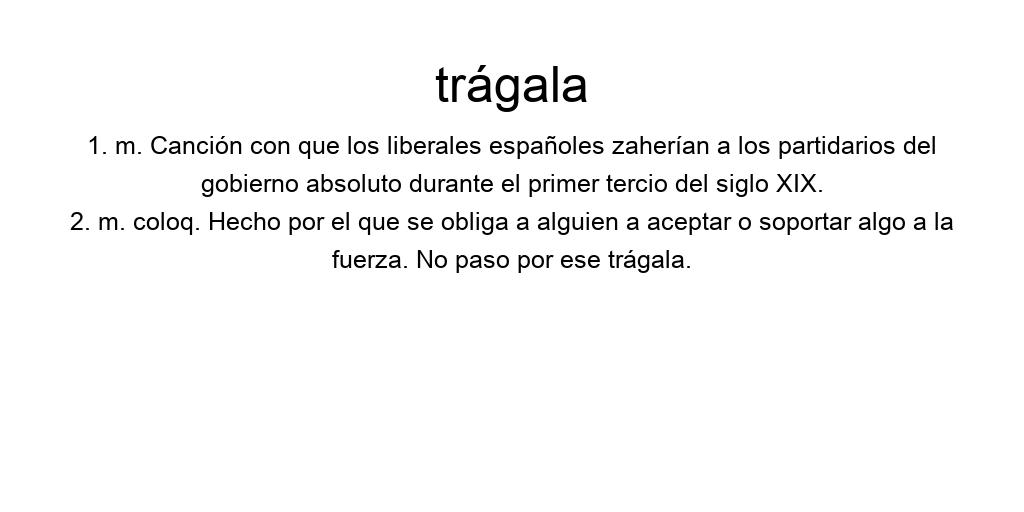 trágala
1. m. Canción con que los liberales españoles zaherían a los partidarios del
gobierno absoluto durante el primer tercio del siglo XIX.
2. m. coloq. Hecho por el que se obliga a alguien a aceptar o soportar algo a la
fuerza. No paso por ese trágala.